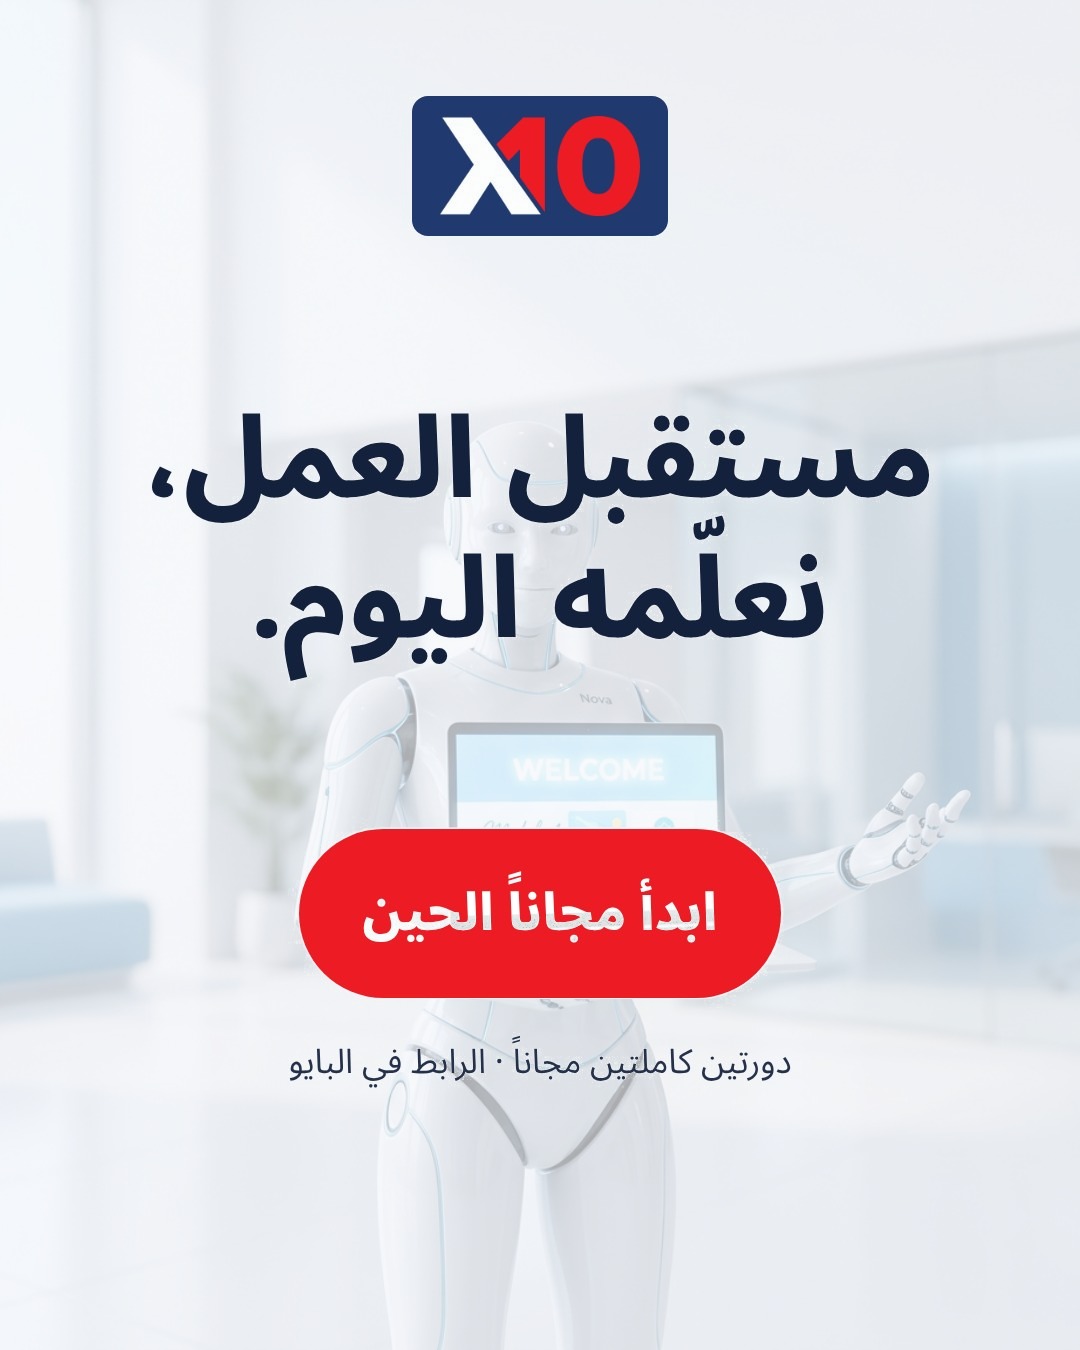 X10
مستقبل العمل،
نعلّمه اليوم.
Nova
WELCOME
ابدأ مجاناً الحين
دورتين كاملتين مجاناً · الرابط في البايو